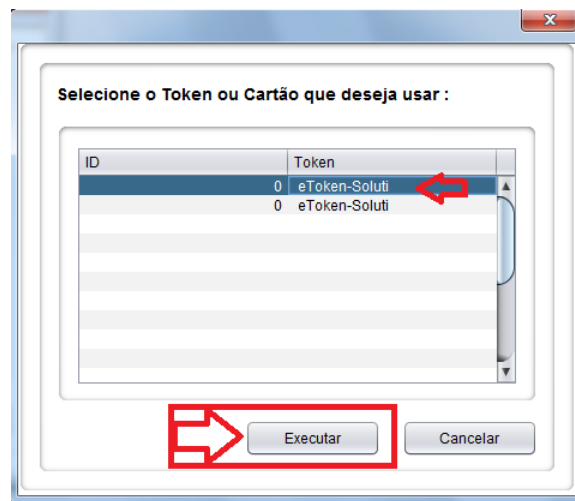 Selecione o Token ou Cartão que deseja usar :
ID Token
0 eToken-Soluti
0 eToken-Soluti
Executar Cancelar